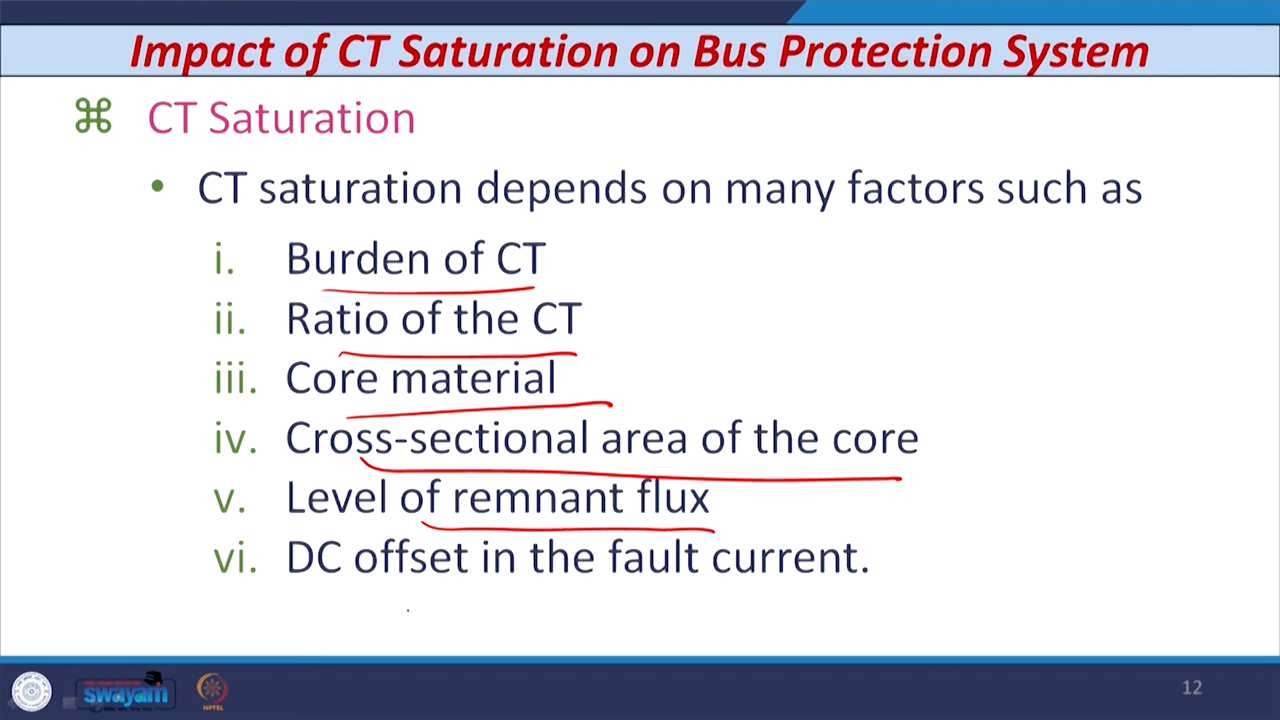 Impact of CT Saturation on Bus Protection System
⌘ CT Saturation
• CT saturation depends on many factors such as
i. Burden of CT
ii. Ratio of the CT
iii. Core material
iv. Cross-sectional area of the core
v. Level of remnant flux
vi. DC offset in the fault current.
swayam
NPTEL
12